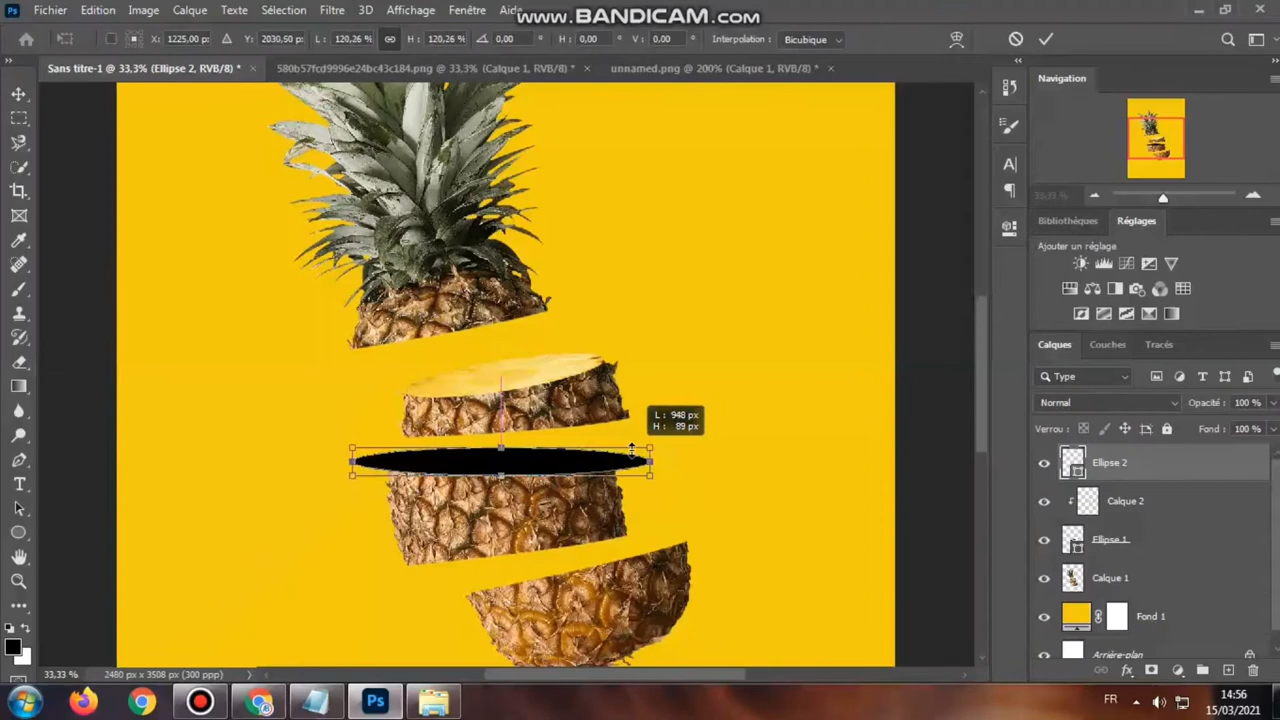 Fichier Edition Image Calque Texte Sélection Filtre 3D Affichage Fenêtre Aide
www.BANDICAM.com
X: 1225,00 px Y: 2030,50 px L: 120,26 % H: 120,26 % 0,00 ° H: 0,00 ° V: 0,00 ° Interpolation : Bicubique
Sans titre-1 @ 33,3% (Ellipse 2, RVB/8) * × 580b57fcd9996e24bc43c184.png @ 33,3% (Calque 1, RVB/8) * × unnamed.png @ 200% (Calque 1, RVB/8) * ×
Navigation
33,33 %
Bibliothèques Réglages
Ajouter un réglage
Calques Couches Tracés
Type
Normal Opacité : 100 %
Verrou : Fond : 100 %
L : 948 px
H : 89 px
Ellipse 2
Calque 2
Ellipse 1
Calque 1
Fond 1
Arrière-plan
33,33 % 2480 px x 3508 px (300 ppp)
Ps
FR
14:56
15/03/2021